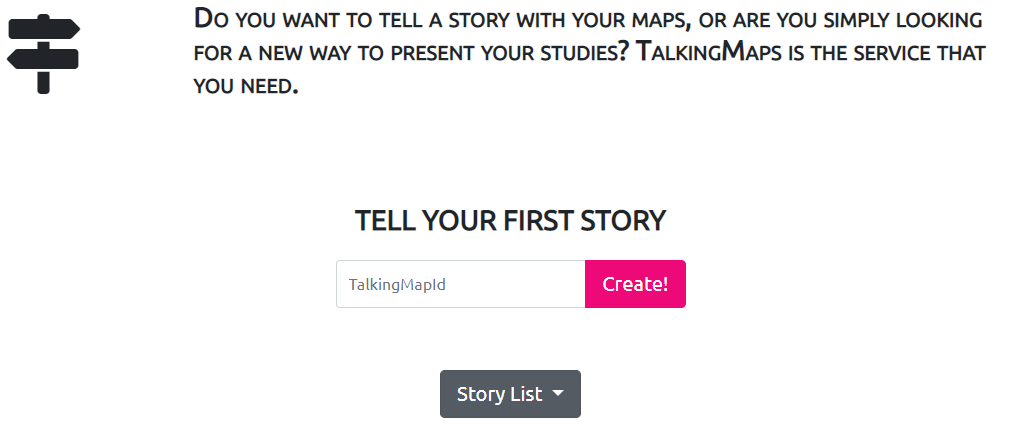 Do you want to tell a story with your maps, or are you simply looking
for a new way to present your studies? TalkingMaps is the service that
you need.
TELL YOUR FIRST STORY
TalkingMapId
Create!
Story List